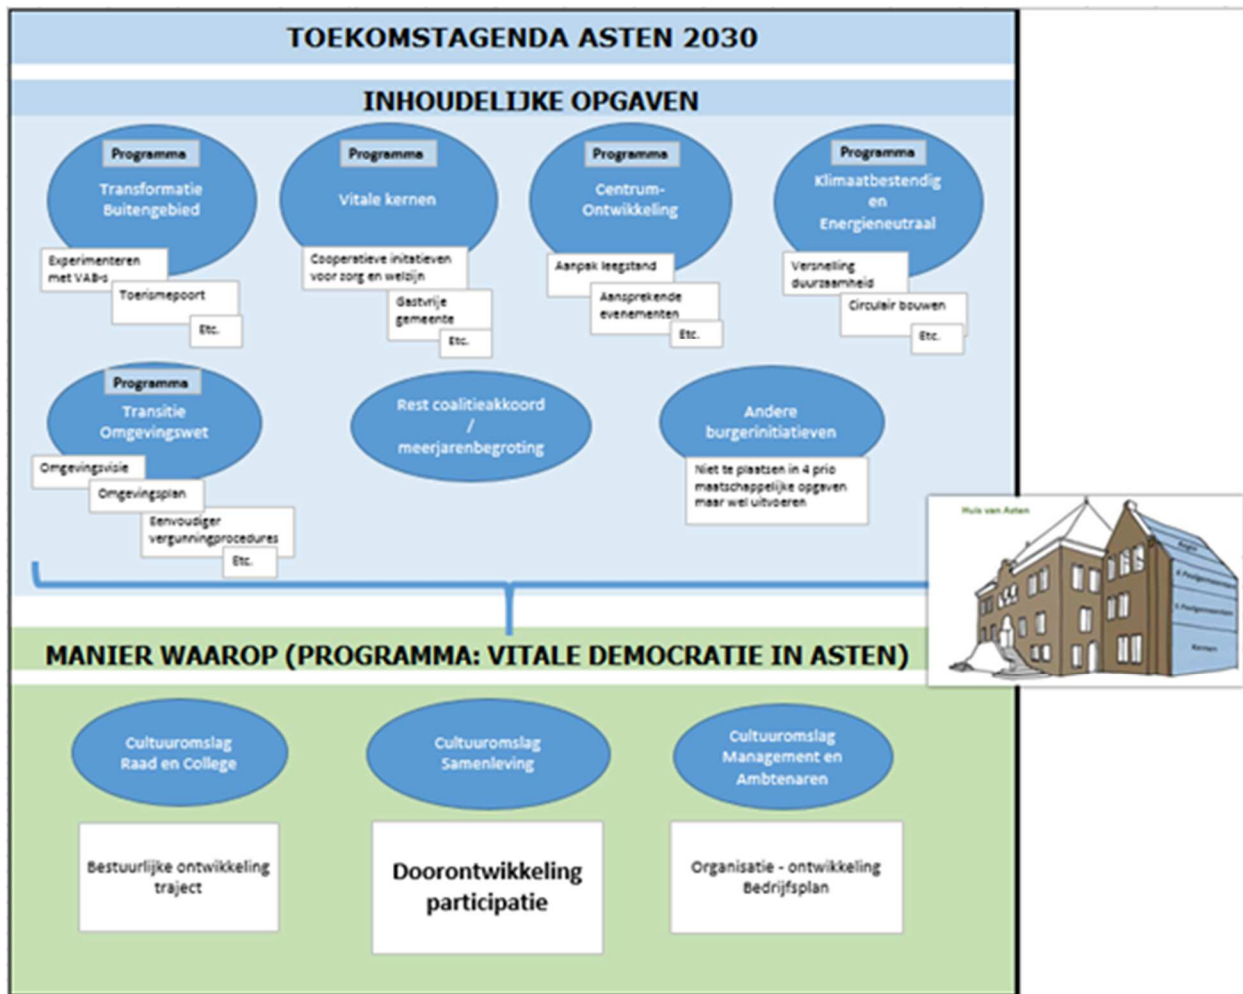 TOEKOMSTAGENDA ASTEN 2030
INHOUDELIJKE OPGAVEN
Programma
Transformatie
Buitengebied
Experimenteren
met VAB's
Toerismepoort
Etc.
Programma
Vitale kernen
Cooperatieve initatieven
voor zorg en welzijn
Gastvrije
gemeente
Etc.
Programma
Centrum-
Ontwikkeling
Aanpak leegstand
Aansprekende
evenementen
Etc.
Programma
Klimaatbestendig
en
Energieneutraal
Versnelling
duurzaamheid
Circulair bouwen
Etc.
Programma
Transitie
Omgevingswet
Omgevingsvisie
Omgevingsplan
Eenvoudiger
vergunningprocedures
Etc.
Rest coalitieakkoord
/
meerjarenbegroting
Andere
burgerinitiatieven
Niet te plaatsen in 4 prio
maatschappelijke opgaven
maar wel uitvoeren
Huis van Asten
Kernen
MANIER WAAROP (PROGRAMMA: VITALE DEMOCRATIE IN ASTEN)
Cultuuromslag
Raad en College
Bestuurlijke ontwikkeling
traject
Cultuuromslag
Samenleving
Doorontwikkeling
participatie
Cultuuromslag
Management en
Ambtenaren
Organisatie - ontwikkeling
Bedrijfsplan